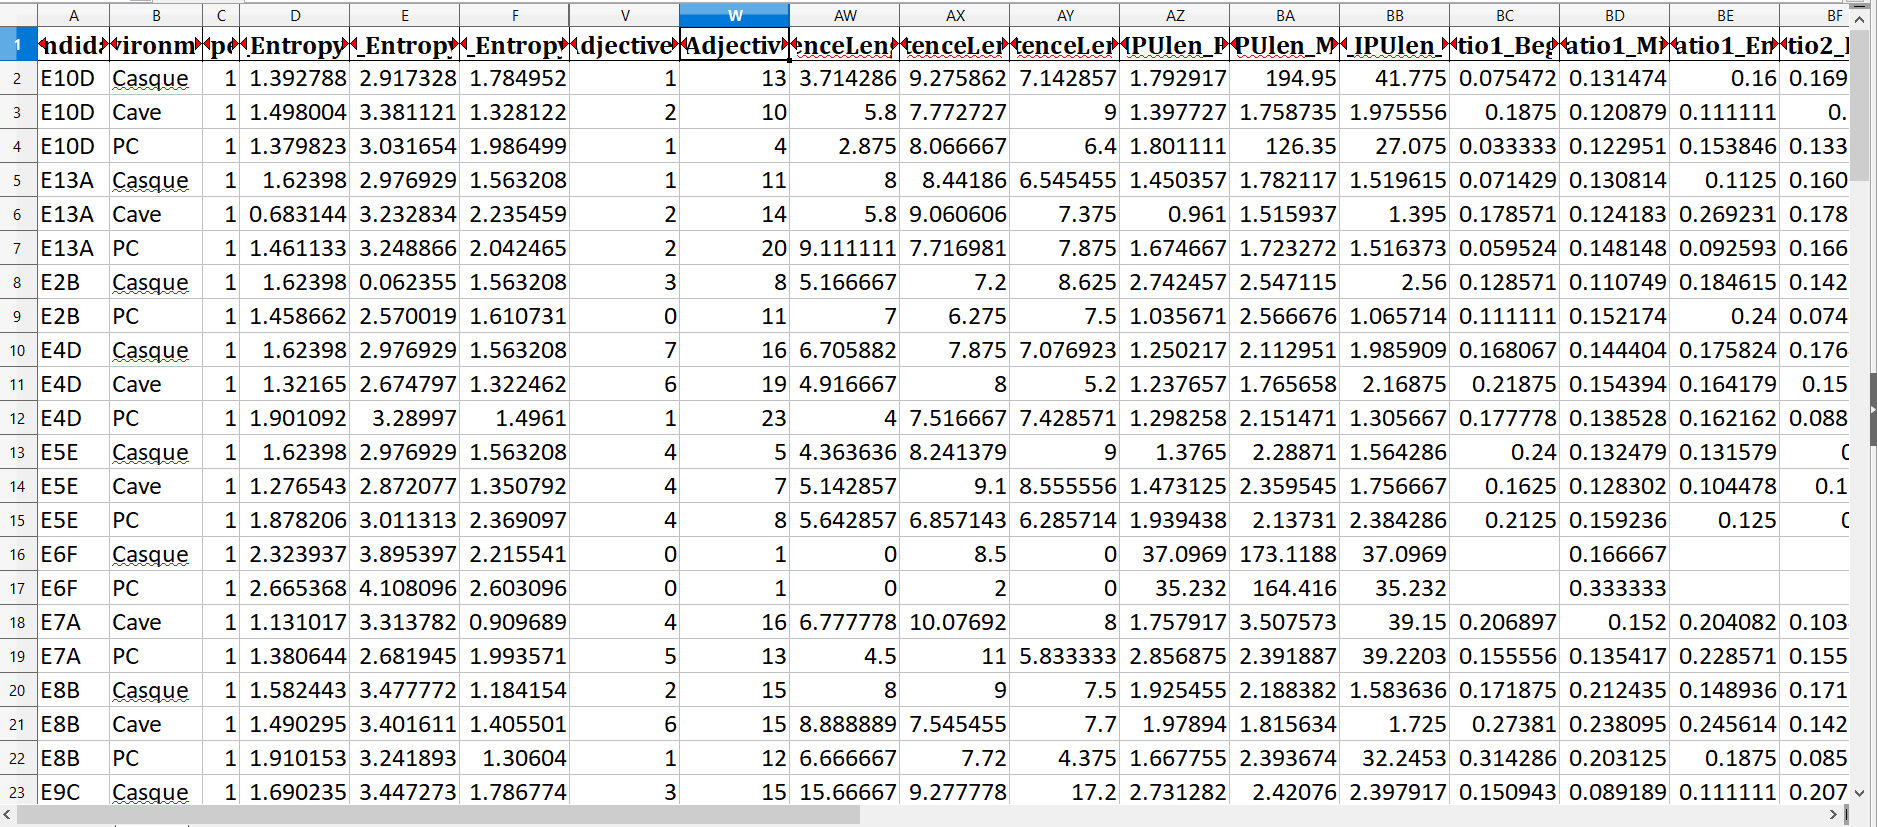 A B C D E F V W AW AX AY AZ BA BB BC BD BE BF
1 ndida vironm pe _Entropy _Entropy _Entropy djective Adjectiv enceLen tenceLer tenceLer IPUlen_ PUlen_M _IPUlen_ tio1_Beg atio1_Mi atio1_En tio2_
2 E10D Casque 1 1.392788 2.917328 1.784952 1 13 3.714286 9.275862 7.142857 1.792917 194.95 41.775 0.075472 0.131474 0.16 0.169
3 E10D Cave 1 1.498004 3.381121 1.328122 2 10 5.8 7.772727 9 1.397727 1.758735 1.975556 0.1875 0.120879 0.111111 0.
4 E10D PC 1 1.379823 3.031654 1.986499 1 4 2.875 8.066667 6.4 1.801111 126.35 27.075 0.033333 0.122951 0.153846 0.133
5 E13A Casque 1 1.62398 2.976929 1.563208 1 11 8 8.44186 6.545455 1.450357 1.782117 1.519615 0.071429 0.130814 0.1125 0.160
6 E13A Cave 1 0.683144 3.232834 2.235459 2 14 5.8 9.060606 7.375 0.961 1.515937 1.395 0.178571 0.124183 0.269231 0.178
7 E13A PC 1 1.461133 3.248866 2.042465 2 20 9.111111 7.716981 7.875 1.674667 1.723272 1.516373 0.059524 0.148148 0.092593 0.166
8 E2B Casque 1 1.62398 0.062355 1.563208 3 8 5.166667 7.2 8.625 2.742457 2.547115 2.56 0.128571 0.110749 0.184615 0.142
9 E2B PC 1 1.458662 2.570019 1.610731 0 11 7 6.275 7.5 1.035671 2.566676 1.065714 0.111111 0.152174 0.24 0.074
10 E4D Casque 1 1.62398 2.976929 1.563208 7 16 6.705882 7.875 7.076923 1.250217 2.112951 1.985909 0.168067 0.144404 0.175824 0.176
11 E4D Cave 1 1.32165 2.674797 1.322462 6 19 4.916667 8 5.2 1.237657 1.765658 2.16875 0.21875 0.154394 0.164179 0.15
12 E4D PC 1 1.901092 3.28997 1.4961 1 23 4 7.516667 7.428571 1.298258 2.151471 1.305667 0.177778 0.138528 0.162162 0.088
13 E5E Casque 1 1.62398 2.976929 1.563208 4 5 4.363636 8.241379 9 1.3765 2.28871 1.564286 0.24 0.132479 0.131579
14 E5E Cave 1 1.276543 2.872077 1.350792 4 7 5.142857 9.1 8.555556 1.473125 2.359545 1.756667 0.1625 0.128302 0.104478 0.1
15 E5E PC 1 1.878206 3.011313 2.369097 4 8 5.642857 6.857143 6.285714 1.939438 2.13731 2.384286 0.2125 0.159236 0.125
16 E6F Casque 1 2.323937 3.895397 2.215541 0 1 0 8.5 0 37.0969 173.1188 37.0969 0.166667
17 E6F PC 1 2.665368 4.108096 2.603096 0 1 0 2 0 35.232 164.416 35.232 0.333333
18 E7A Cave 1 1.131017 3.313782 0.909689 4 16 6.777778 10.07692 8 1.757917 3.507573 39.15 0.206897 0.152 0.204082 0.103
19 E7A PC 1 1.380644 2.681945 1.993571 5 13 4.5 11 5.833333 2.856875 2.391887 39.2203 0.155556 0.135417 0.228571 0.155
20 E8B Casque 1 1.582443 3.477772 1.184154 2 15 8 9 7.5 1.925455 2.188382 1.583636 0.171875 0.212435 0.148936 0.171
21 E8B Cave 1 1.490295 3.401611 1.405501 6 15 8.888889 7.545455 7.7 1.97894 1.815634 1.725 0.27381 0.238095 0.245614 0.142
22 E8B PC 1 1.910153 3.241893 1.30604 1 12 6.666667 7.72 4.375 1.667755 2.393674 32.2453 0.314286 0.203125 0.1875 0.085
23 E9C Casque 1 1.690235 3.447273 1.786774 3 15 15.66667 9.277778 17.2 2.731282 2.42076 2.397917 0.150943 0.089189 0.111111 0.207